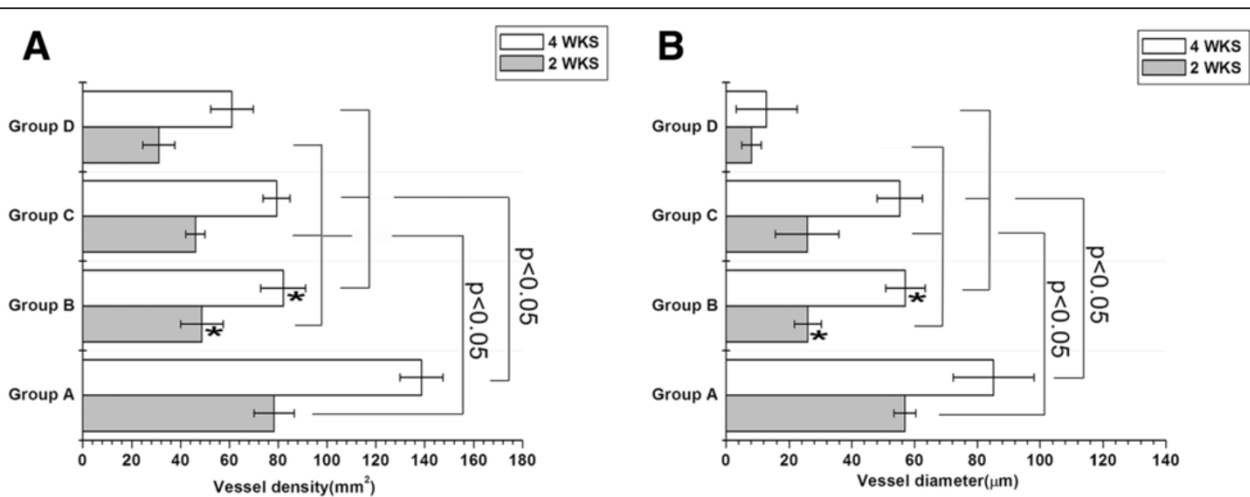 A
4 WKS
2 WKS
Group D
Group C
Group B
Group A
*
*
p<0.05
p<0.05
0 20 40 60 80 100 120 140 160 180
Vessel density(mm²)
B
4 WKS
2 WKS
Group D
Group C
Group B
Group A
*
*
p<0.05
p<0.05
0 20 40 60 80 100 120 140
Vessel diameter(μm)